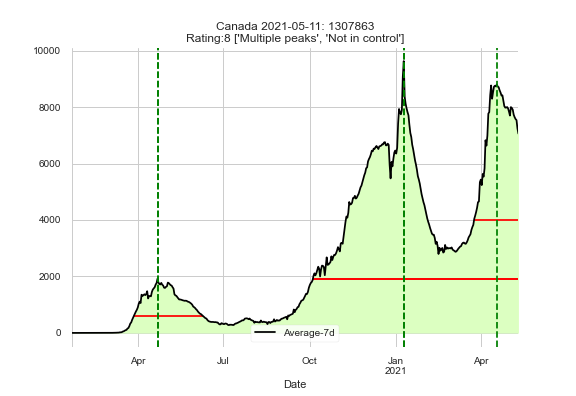 Canada 2021-05-11: 1307863
Rating:8 ['Multiple peaks', 'Not in control']
10000
8000
6000
4000
2000
0
Average-7d
Apr Jul Oct Jan Apr
2021
Date